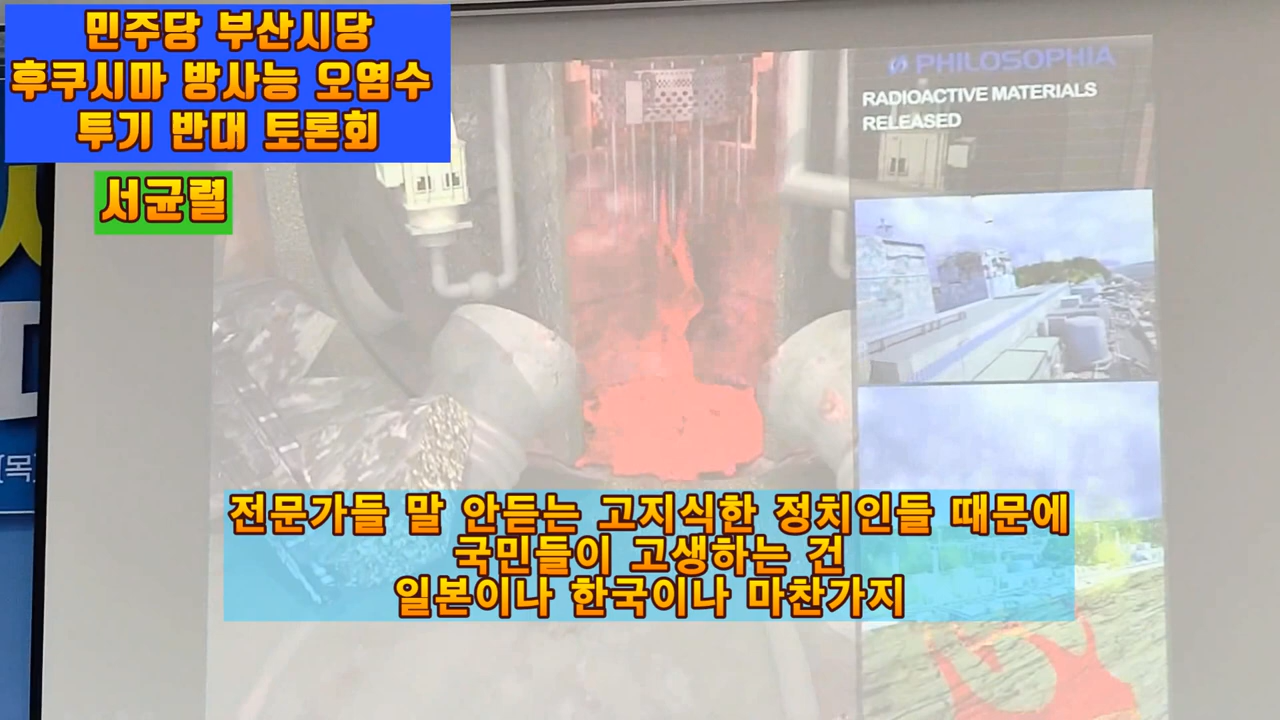 민주당 부산시당
후쿠시마 방사능 오염수
투기 반대 토론회
서균렬
PHILOSOPHIA
RADIOACTIVE MATERIALS
RELEASED
(목)
전문가들 말 안듣는 고지식한 정치인들 때문에
국민들이 고생하는 건
일본이나 한국이나 마찬가지